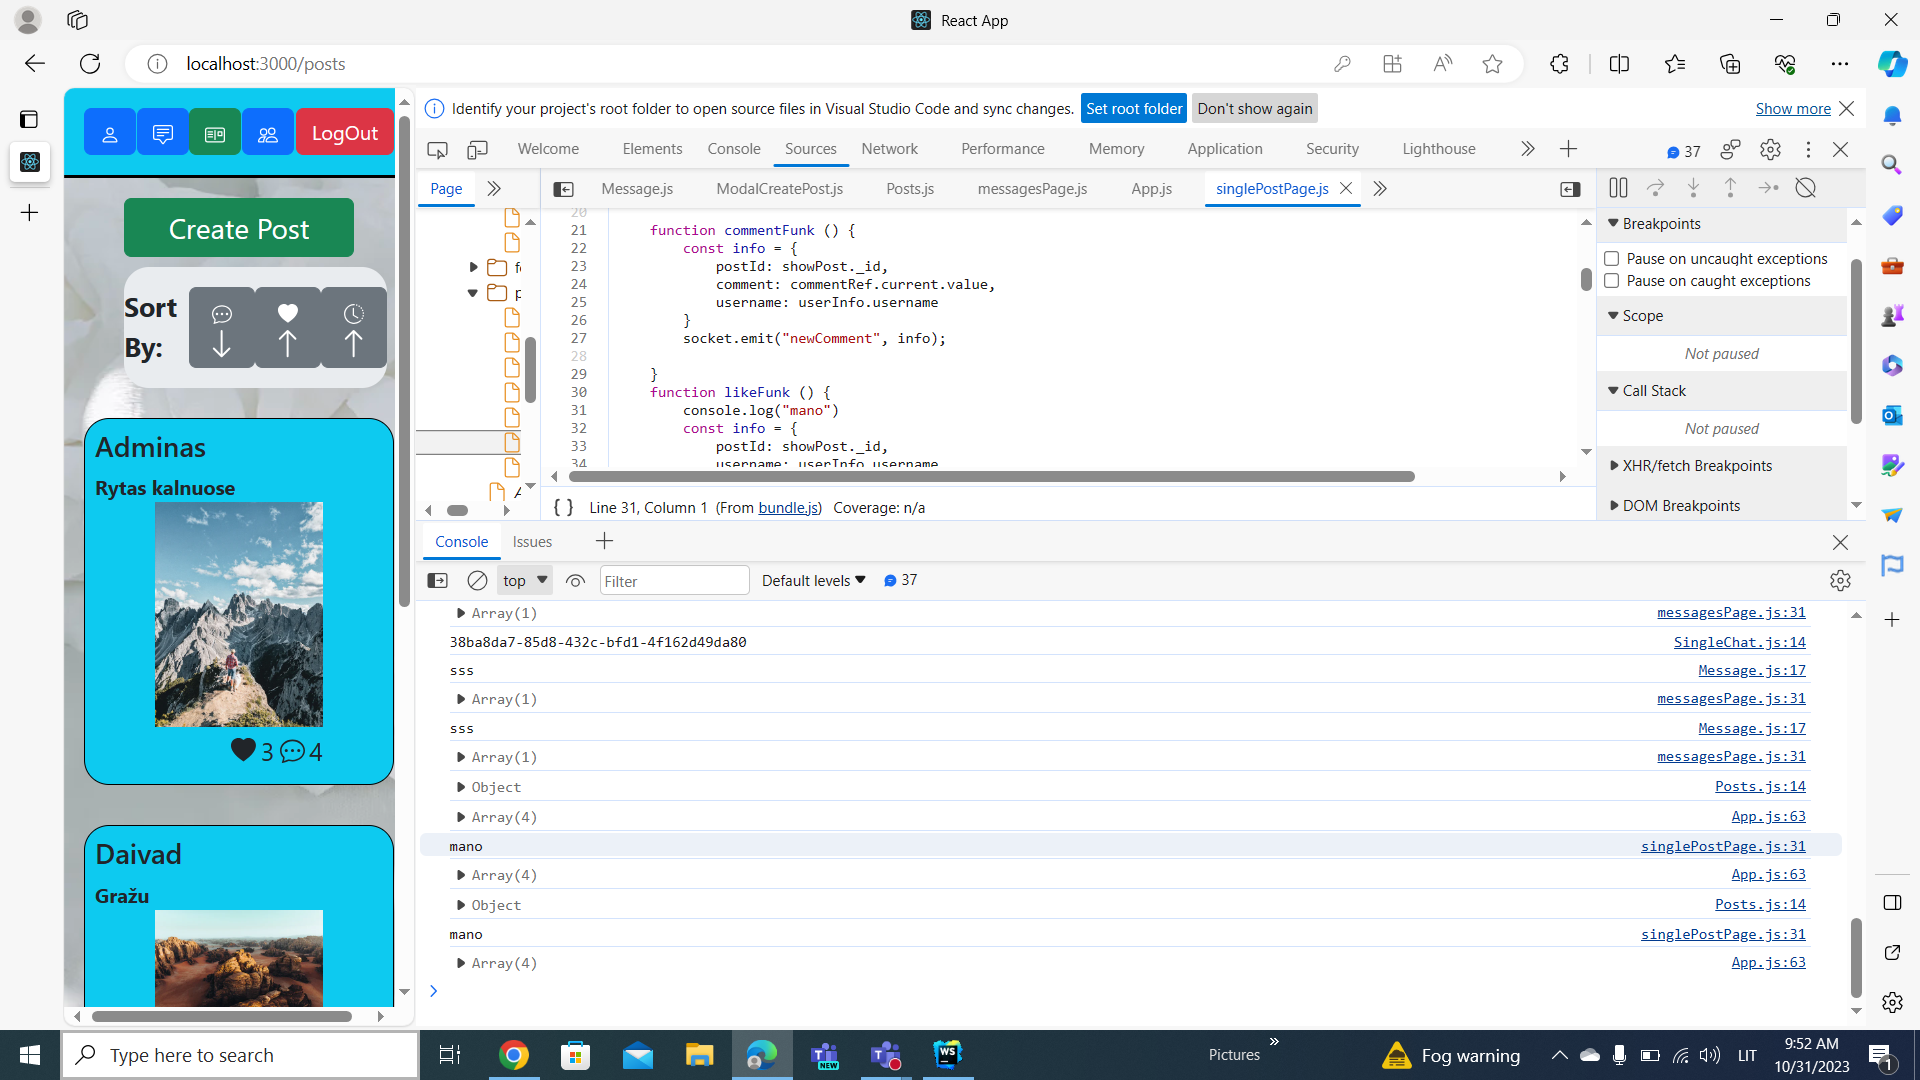 React App
localhost:3000/posts
LogOut
Create Post
Sort
By:
Adminas
Rytas kalnuose
3 4
Daivad
Gražu
Identify your project's root folder to open source files in Visual Studio Code and sync changes. Set root folder Don't show again Show more
Welcome Elements Console Sources Network Performance Memory Application Security Lighthouse 37
Page Message.js ModalCreatePost.js Posts.js messagesPage.js App.js singlePostPage.js
20
21 function commentFunk () {
22 const info = {
23 postId: showPost._id,
24 comment: commentRef.current.value,
25 username: userInfo.username
26 }
27 socket.emit("newComment", info);
28
29 }
30 function likeFunk () {
31 console.log("mano")
32 const info = {
33 postId: showPost._id,
34 username: userInfo.username
{ } Line 31, Column 1 (From bundle.js) Coverage: n/a
Breakpoints
Pause on uncaught exceptions
Pause on caught exceptions
Scope
Not paused
Call Stack
Not paused
XHR/fetch Breakpoints
DOM Breakpoints
Console Issues
top Filter Default levels 37
Array(1) messagesPage.js:31
38ba8da7-85d8-432c-bfd1-4f162d49da80 SingleChat.js:14
sss Message.js:17
Array(1) messagesPage.js:31
sss Message.js:17
Array(1) messagesPage.js:31
Object Posts.js:14
Array(4) App.js:63
mano singlePostPage.js:31
Array(4) App.js:63
Object Posts.js:14
mano singlePostPage.js:31
Array(4) App.js:63
Type here to search
NEW
WS
Pictures
Fog warning
LIT
9:52 AM
10/31/2023
1